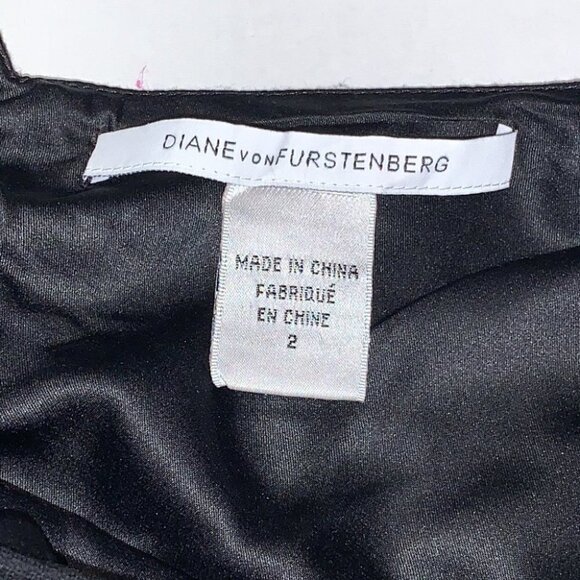 DIANE VON FURSTENBERG
MADE IN CHINA
FABRIQUÉ
EN CHINE
2